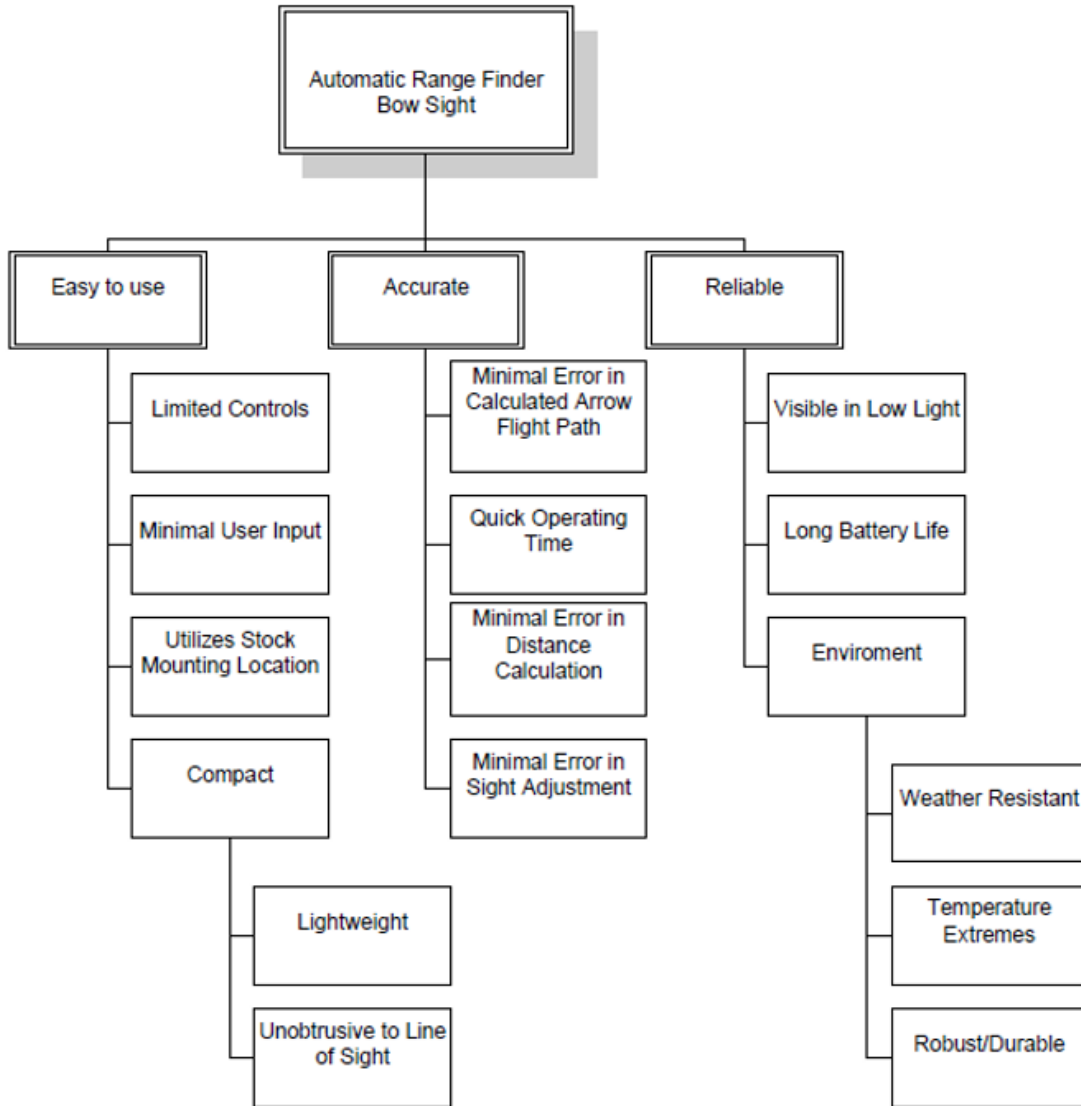 Automatic Range Finder
Bow Sight
Easy to use
Accurate
Reliable
Limited Controls
Minimal User Input
Utilizes Stock
Mounting Location
Compact
Lightweight
Unobtrusive to Line
of Sight
Minimal Error in
Calculated Arrow
Flight Path
Quick Operating
Time
Minimal Error in
Distance
Calculation
Minimal Error in
Sight Adjustment
Visible in Low Light
Long Battery Life
Enviroment
Weather Resistant
Temperature
Extremes
Robust/Durable